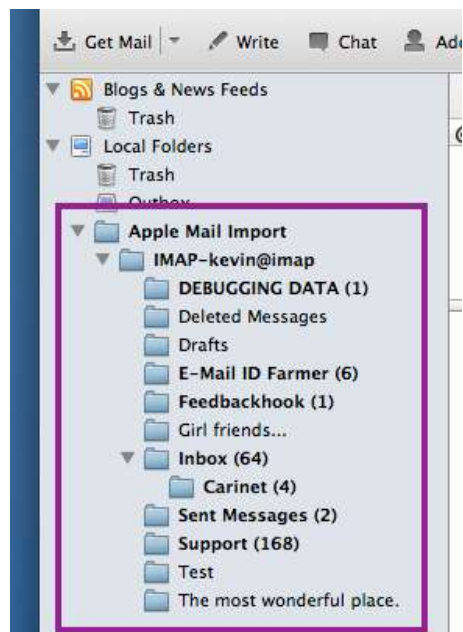 Get Mail Write Chat Add
Blogs & News Feeds
Trash
Local Folders
Trash
Outbox
Apple Mail Import
IMAP-kevin@imap
DEBUGGING DATA (1)
Deleted Messages
Drafts
E-Mail ID Farmer (6)
Feedbackhook (1)
Girl friends...
Inbox (64)
Carinet (4)
Sent Messages (2)
Support (168)
Test
The most wonderful place.